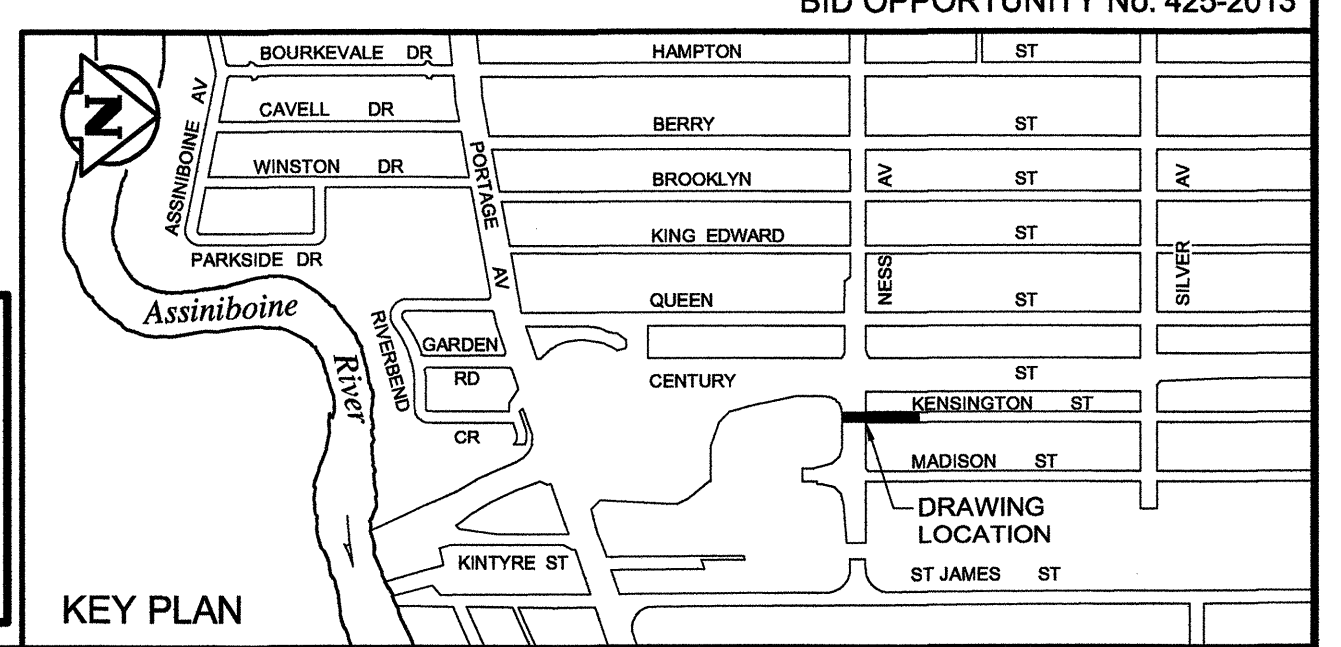 BID OPPORTUNITY No. 425-2013
BOURKEVALE DR
HAMPTON ST
CAVELL DR
BERRY ST
WINSTON DR
BROOKLYN ST
ASSINIBOINE AV
PORTAGE AV
NESS AV
SILVER AV
N
KING EDWARD ST
PARKSIDE DR
Assiniboine River
QUEEN ST
RIVERBEND CR
GARDEN RD
CENTURY ST
KENSINGTON ST
MADISON ST
DRAWING
LOCATION
KINTYRE ST
ST JAMES ST
KEY PLAN